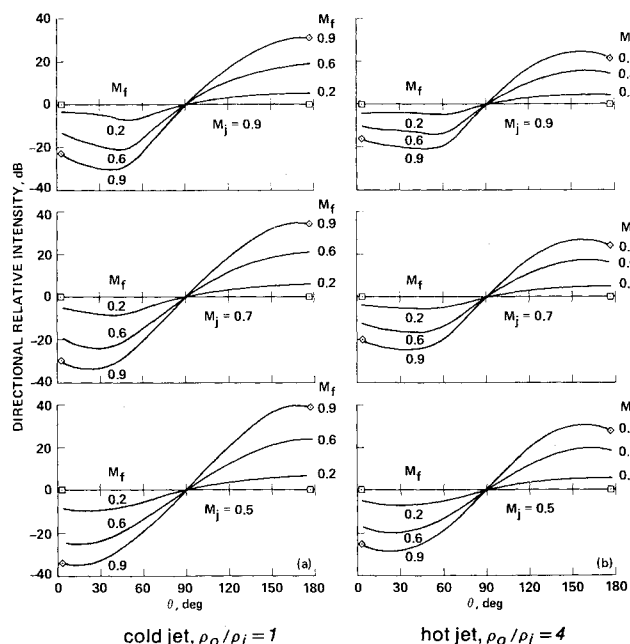 DIRECTIONAL RELATIVE INTENSITY, dB
40
20
0
-20
-40
M_f
0.2
0.6
0.9
M_j = 0.9
M_f
0.9
0.6
0.2
40
20
0
-20
-40
M_f
0.2
0.6
0.9
M_j = 0.7
M_f
0.9
0.6
0.2
40
20
0
-20
-40
M_f
0.2
0.6
0.9
M_j = 0.5
M_f
0.9
0.6
0.2
(a)
0 30 60 90 120 150 180
θ, deg
cold jet, ρ_o/ρ_j = 1
M_f
0.2
0.6
0.9
M_j = 0.9
M
M_f
0.2
0.6
0.9
M_j = 0.7
M
M_f
0.2
0.6
0.9
M_j = 0.5
M
(b)
0 30 60 90 120 150 180
θ, deg
hot jet, ρ_o/ρ_j = 4